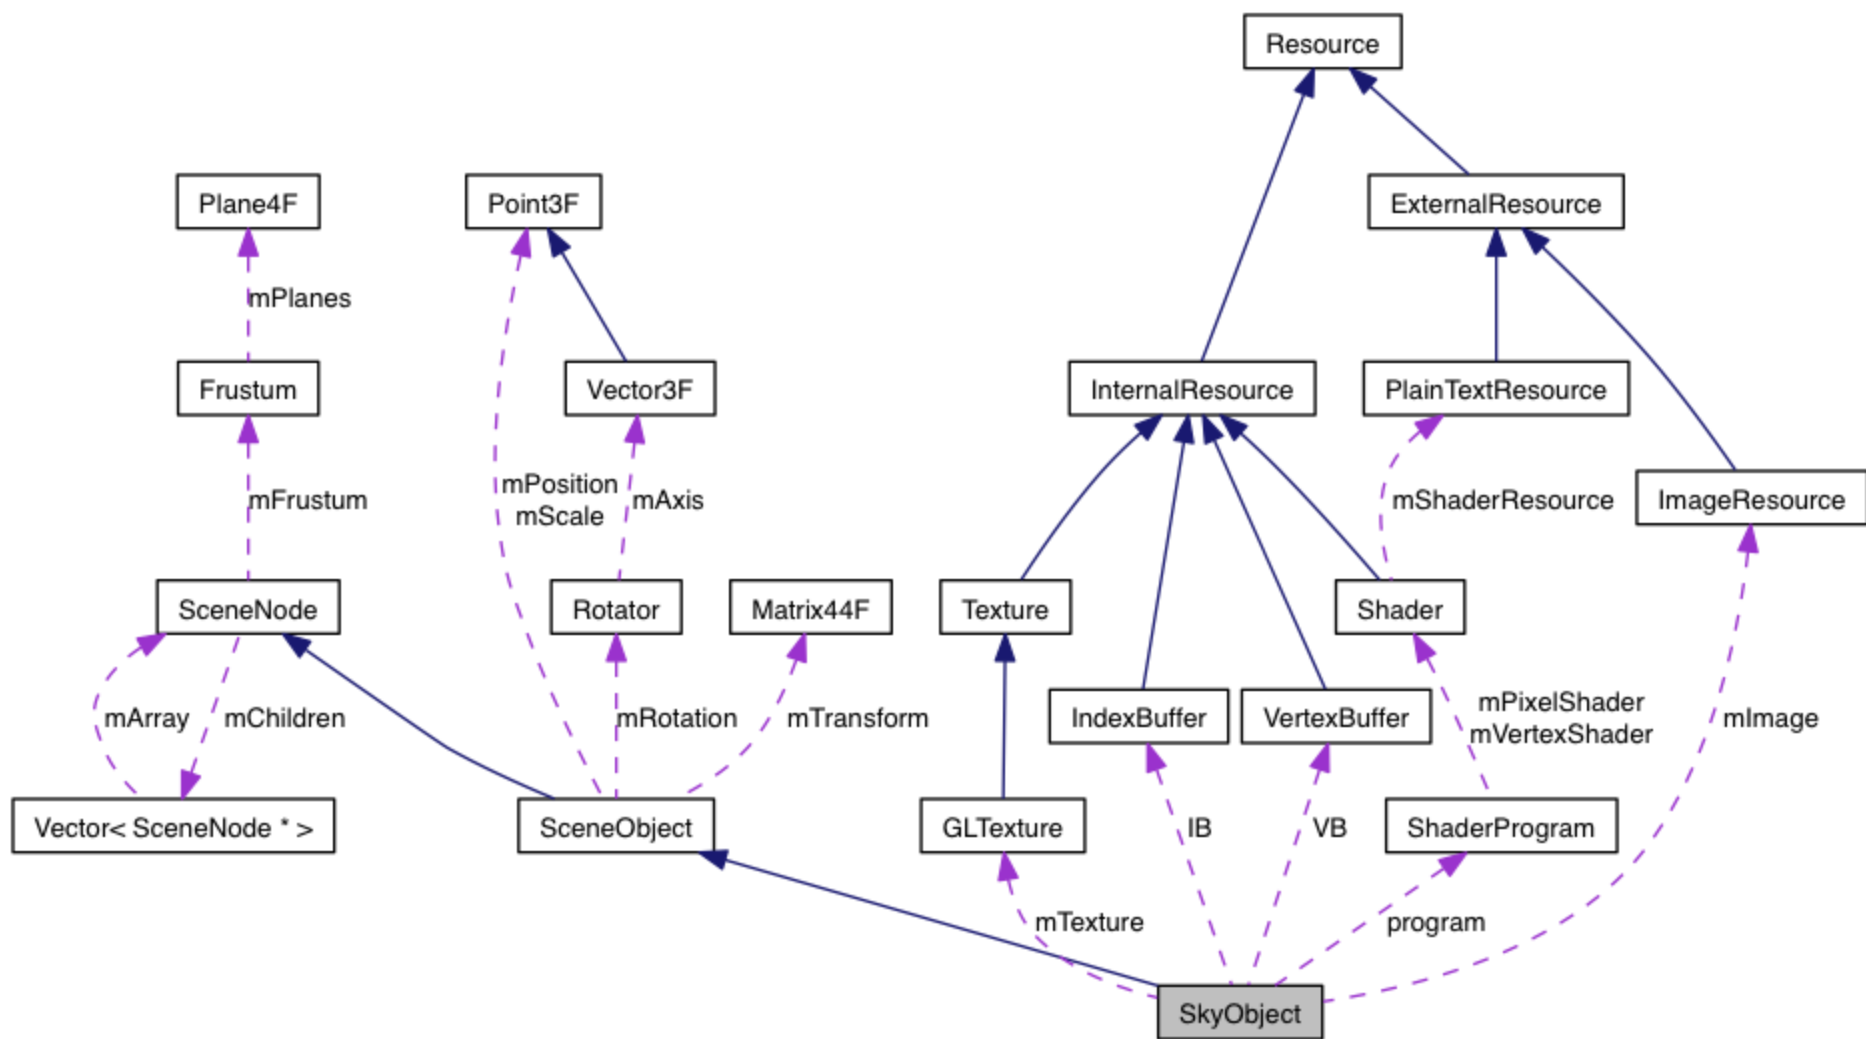 Resource
Plane4F
Point3F
ExternalResource
mPlanes
Frustum
Vector3F
InternalResource
PlainTextResource
mFrustum
mPosition
mScale
mAxis
mShaderResource
ImageResource
SceneNode
Rotator
Matrix44F
Texture
Shader
mArray
mChildren
mRotation
mTransform
IndexBuffer
VertexBuffer
mPixelShader
mVertexShader
mImage
Vector< SceneNode * >
SceneObject
GLTexture
IB
VB
ShaderProgram
mTexture
program
SkyObject